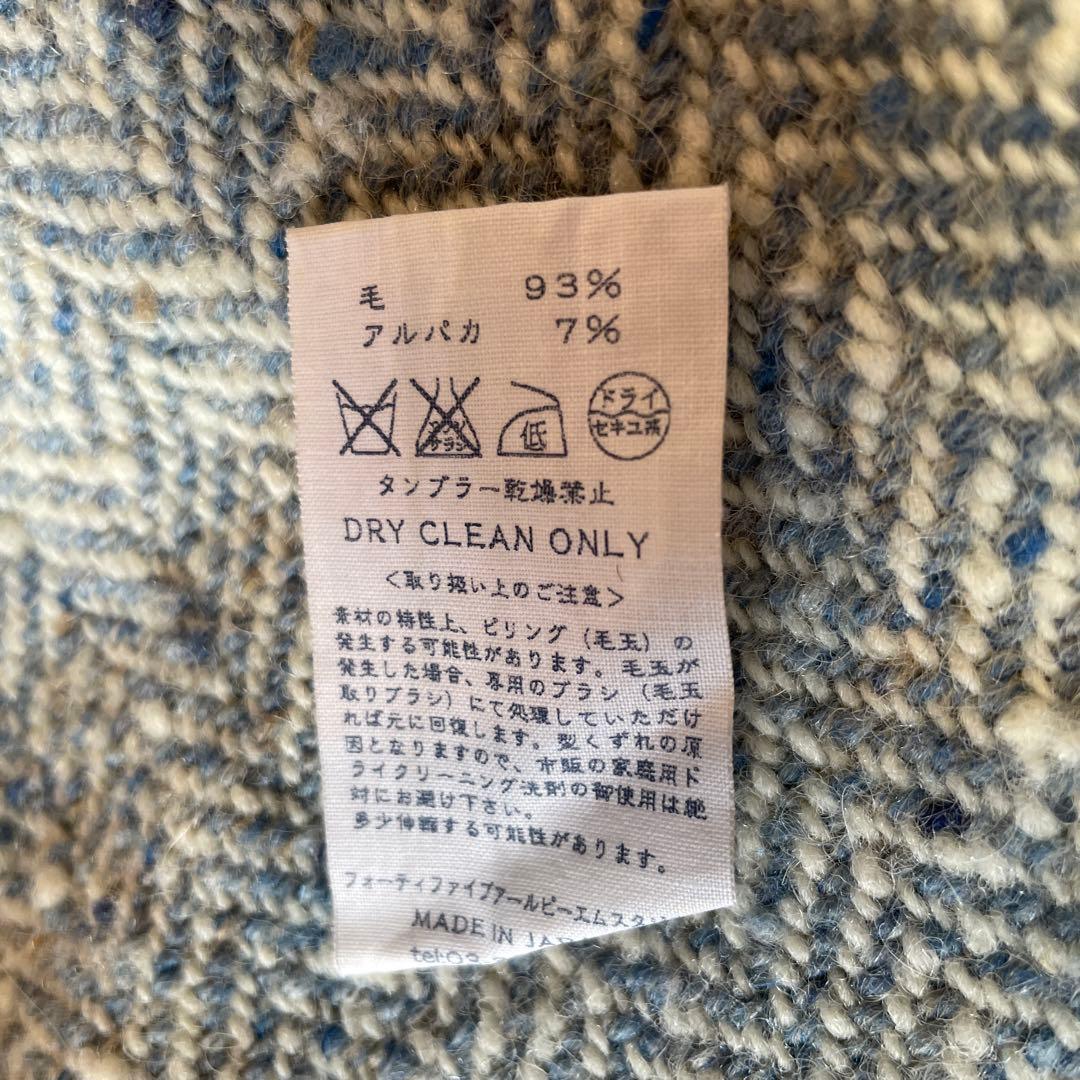 毛 93%
アルパカ 7%
低 ドライ
セキユ系
タンブラー乾燥禁止
DRY CLEAN ONLY
<取り扱い上のご注意>
素材の特性上、ピリング(毛玉)の
発生する可能性があります。毛玉が
発生した場合、専用のブラシ(毛玉
取りブラシ)にて処理していただけ
れば元に回復します。型くずれの原
因となりますので、市販の家庭用ド
ライクリーニング洗剤の御使用は絶
対にお避け下さい。
多少伸縮する可能性があります。
フォーティファイブアールピーエムスタ
MADE IN JA
tel:03